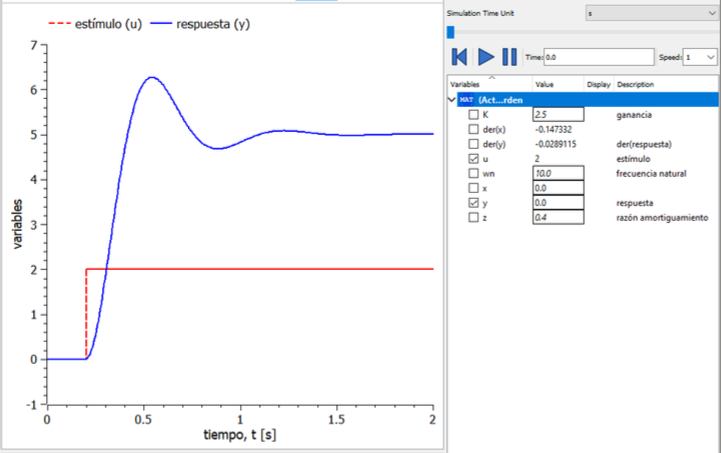 estímulo (u) respuesta (y)
7
6
5
4
3
2
1
0
-1
variables
0 0.5 1 1.5 2
tiempo, t [s]
Simulation Time Unit s
Time: 0.0 Speed: 1
Variables Value Display Description
MAT (Act...rden
K 2.5 ganancia
der(x) -0.147332
der(y) -0.0289115 der(respuesta)
u 2 estímulo
wn 10.0 frecuencia natural
x 0.0
y 0.0 respuesta
z 0.4 razón amortiguamiento